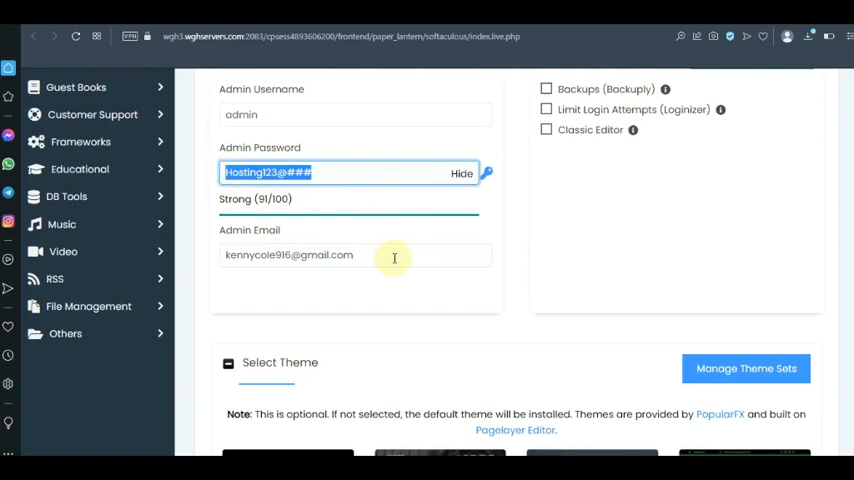 VPN
wgh3.wghservers.com:2083/cpsess4893606200/frontend/paper_lantern/softaculous/index.live.php
Guest Books
Customer Support
Frameworks
Educational
DB Tools
Music
Video
RSS
File Management
Others
Admin Username
admin
Admin Password
Hosting123@###
Hide
Strong (91/100)
Admin Email
kennycole916@gmail.com
Backups (Backuply)
Limit Login Attempts (Loginizer)
Classic Editor
Select Theme
Manage Theme Sets
Note: This is optional. If not selected, the default theme will be installed. Themes are provided by PopularFX and built on
Pagelayer Editor.